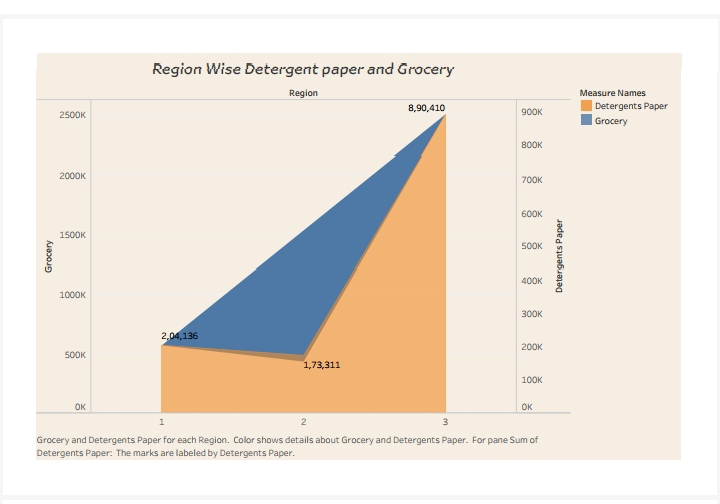 Region Wise Detergent paper and Grocery
Region
Measure Names
Detergents Paper
Grocery
8,90,410
2500K
2000K
1500K
1000K
500K
0K
Grocery
2,04,136
1,73,311
900K
800K
700K
600K
500K
400K
300K
200K
100K
0K
Detergents Paper
1
2
3
Grocery and Detergents Paper for each Region. Color shows details about Grocery and Detergents Paper. For pane Sum of
Detergents Paper: The marks are labeled by Detergents Paper.